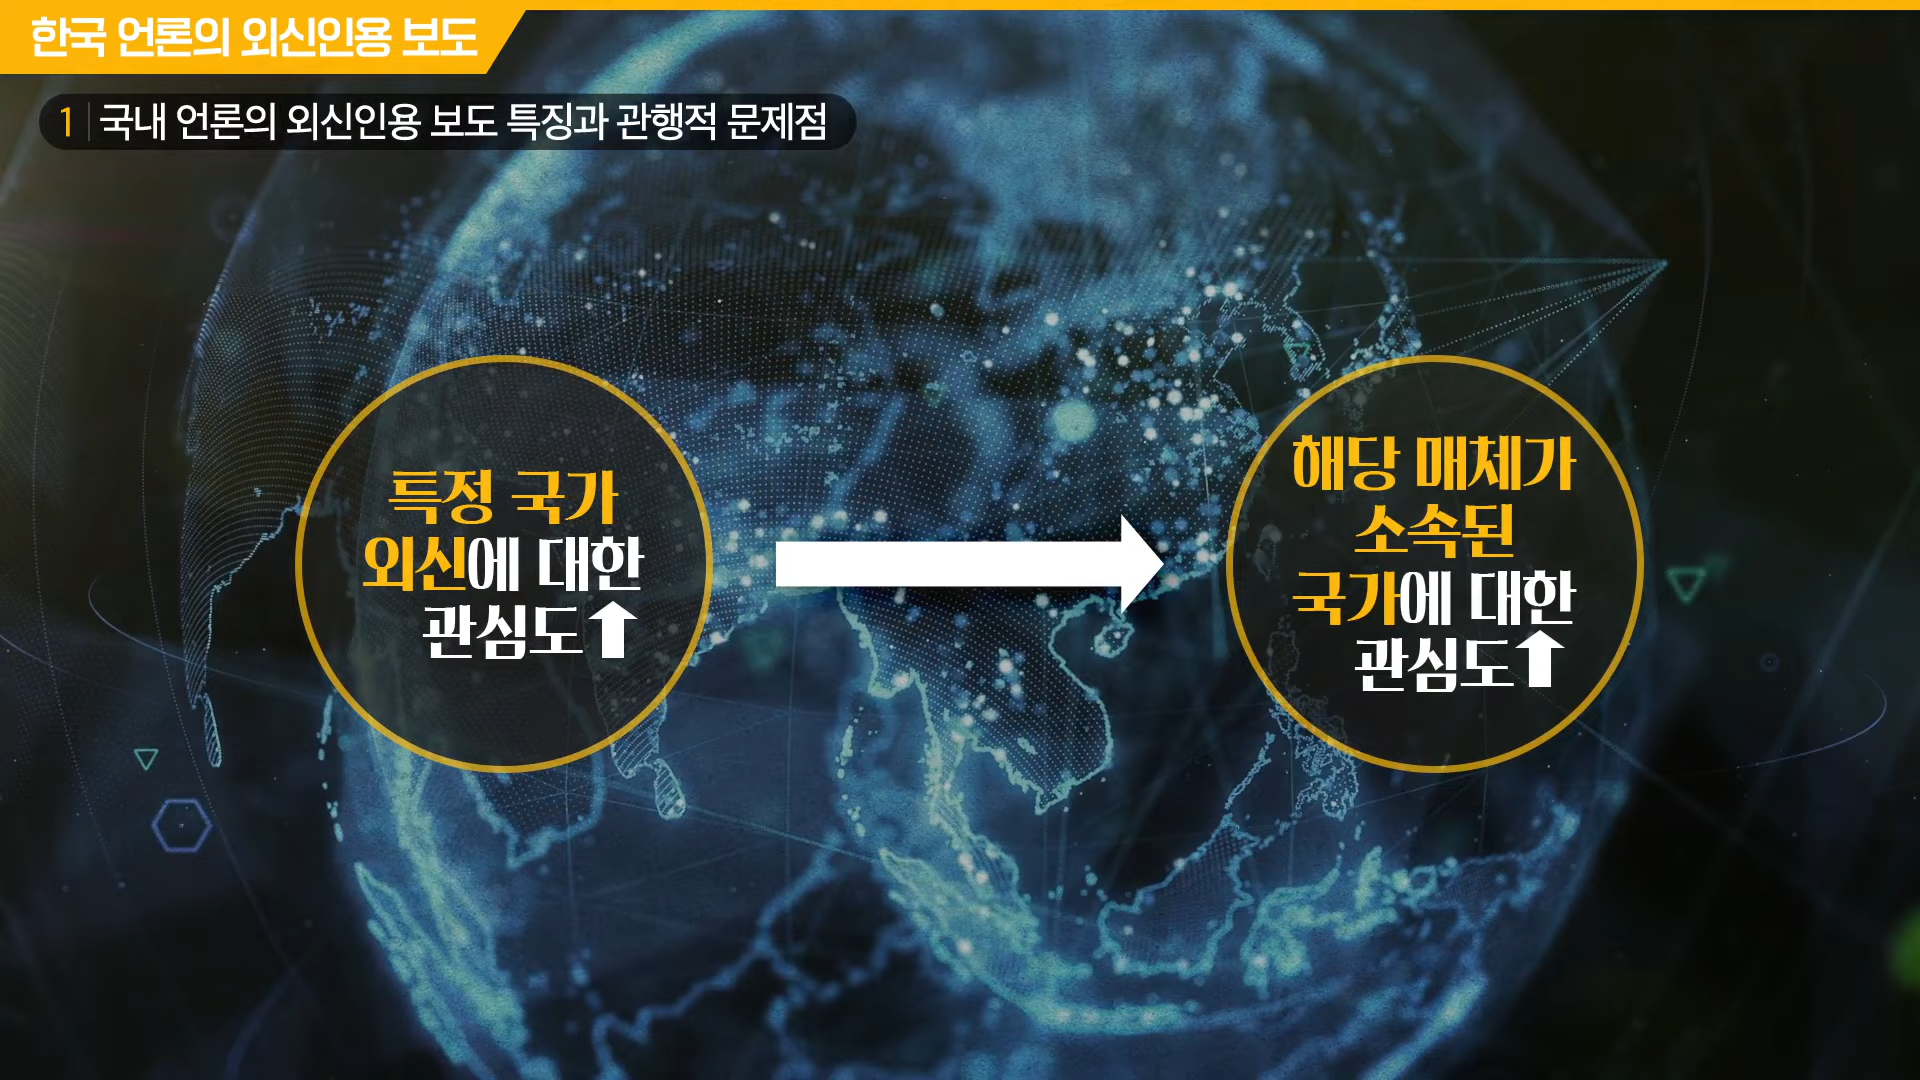 한국 언론의 외신인용 보도
1 국내 언론의 외신인용 보도 특징과 관행적 문제점
특정 국가
외신에 대한
관심도⬆
해당 매체가
소속된
국가에 대한
관심도⬆